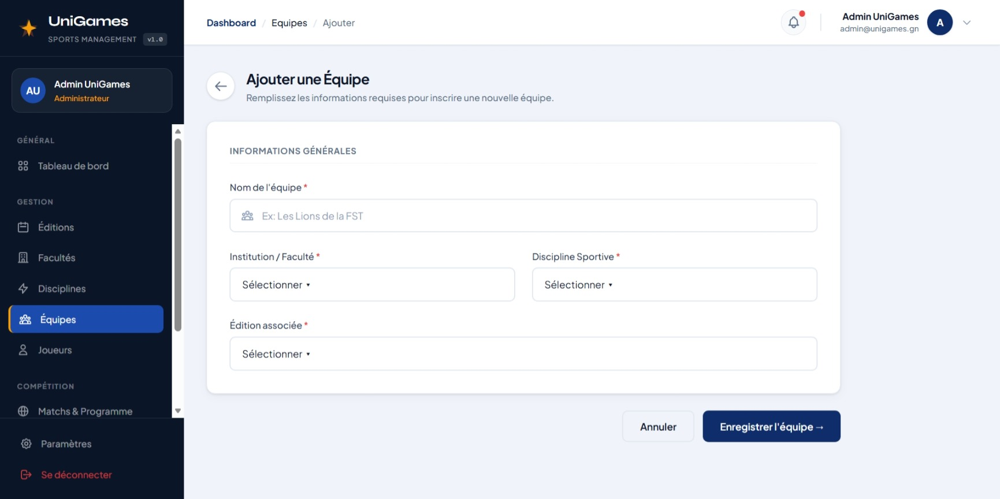 UniGames
SPORTS MANAGEMENT v1.0
AU
Admin UniGames
Administrateur
GÉNÉRAL
Tableau de bord
GESTION
Éditions
Facultés
Disciplines
Équipes
Joueurs
COMPÉTITION
Matchs & Programme
Paramètres
Se déconnecter
Dashboard / Equipes / Ajouter
Admin UniGames
admin@unigames.gn
A
Ajouter une Équipe
Remplissez les informations requises pour inscrire une nouvelle équipe.
INFORMATIONS GÉNÉRALES
Nom de l'équipe *
Ex: Les Lions de la FST
Institution / Faculté *
Discipline Sportive *
Sélectionner
Sélectionner
Édition associée *
Sélectionner
Annuler
Enregistrer l'équipe →